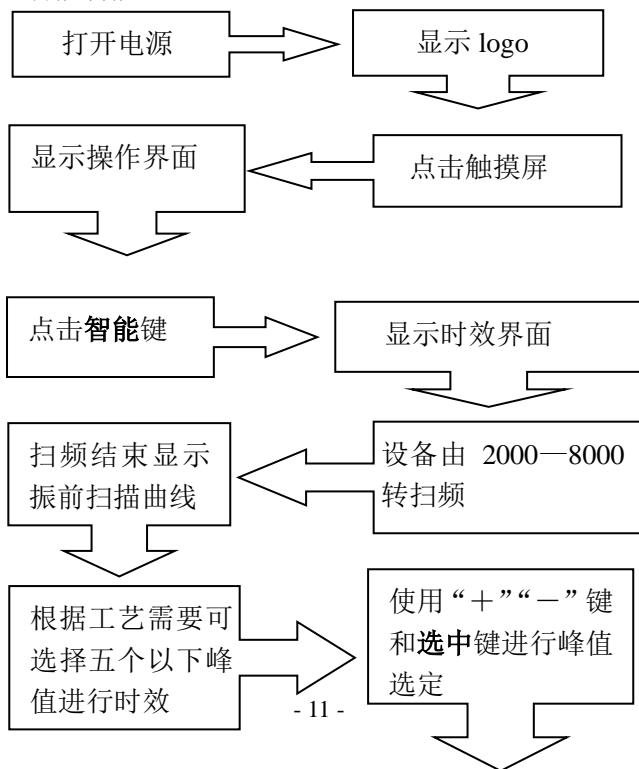 打开电源
显示 logo
显示操作界面
点击触摸屏
点击智能键
显示时效界面
扫频结束显示
振前扫描曲线
设备由 2000—8000
转扫频
根据工艺需要可
选择五个以下峰
值进行时效
使用“＋”“－”键
和选中键进行峰值
选定
- 11 -